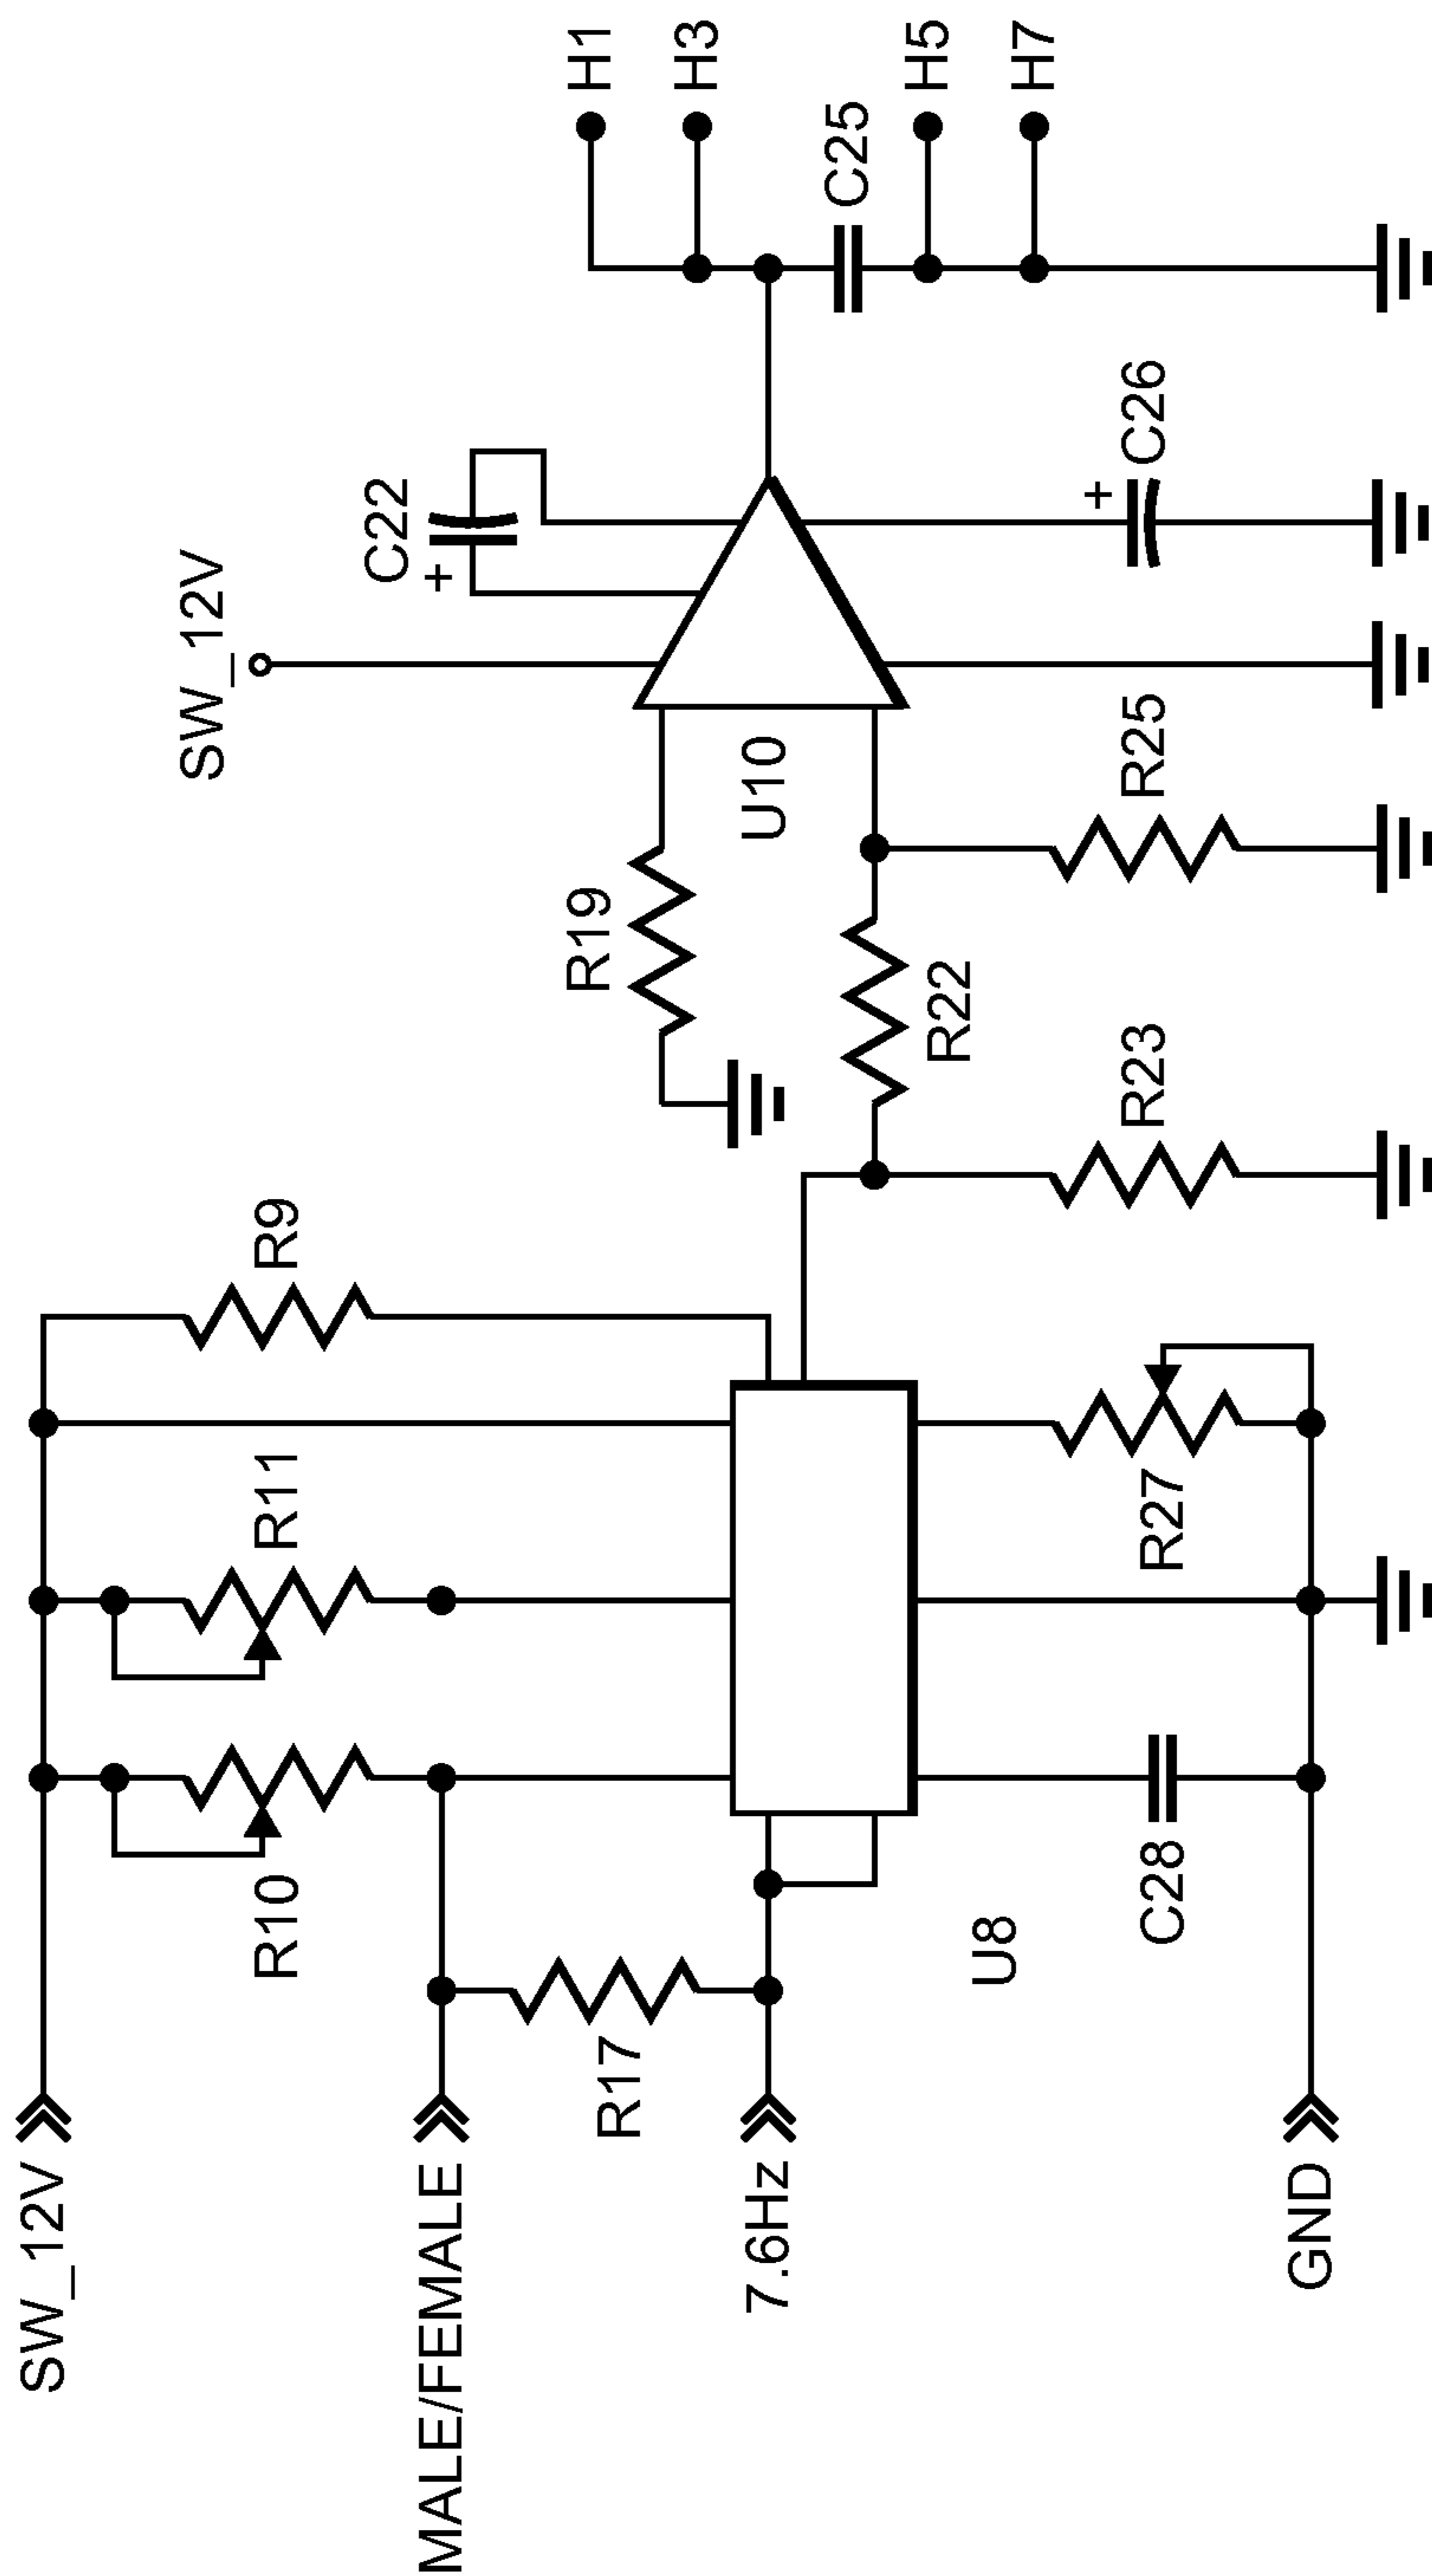 SW_12V
MALE/FEMALE
7.6Hz
GND
R10
R11
R9
R17
U8
C28
R27
R23
R22
R19
R25
U10
SW_12V
C22
+
+
C26
C25
H1
H3
H5
H7